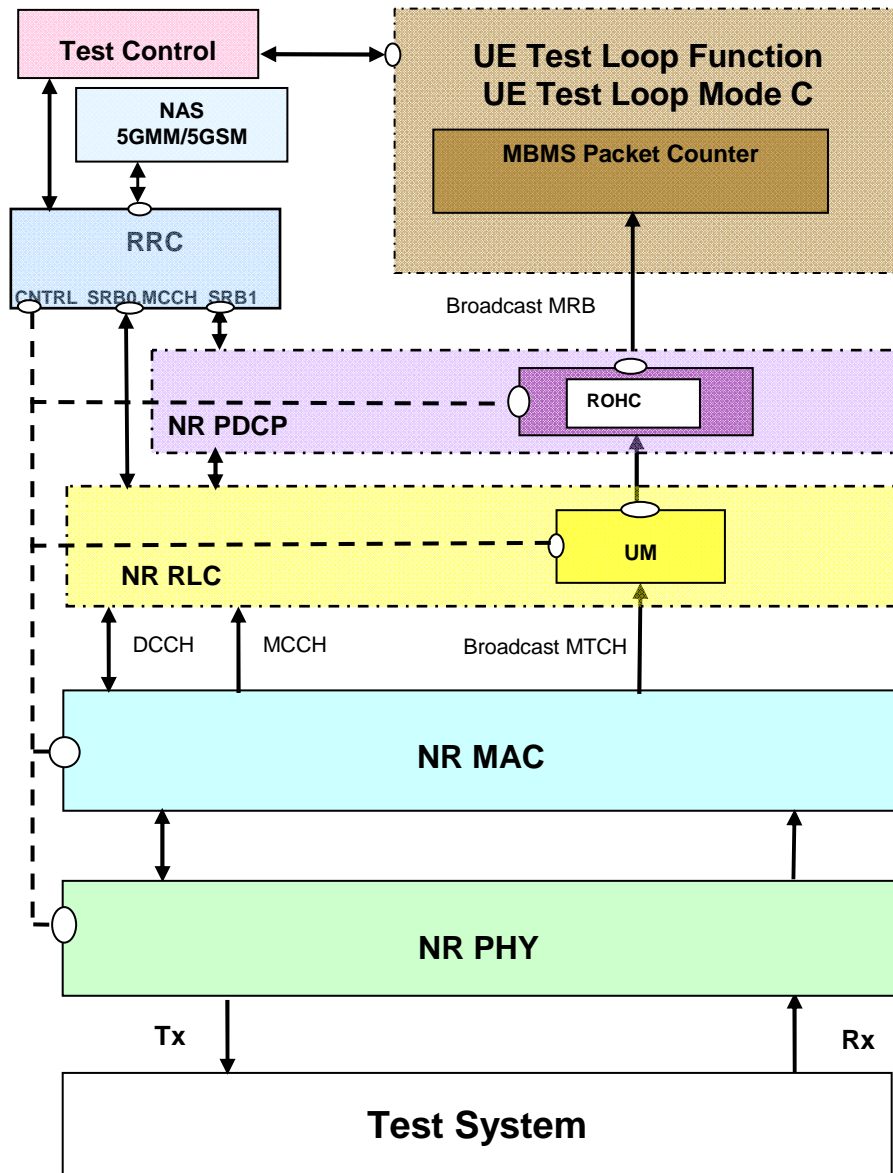 Test Control
UE Test Loop Function
UE Test Loop Mode C
NAS
5GMM/5GSM
MBMS Packet Counter
RRC
CNTRL SRB0,MCCH SRB1
Broadcast MRB
ROHC
NR PDCP
UM
NR RLC
DCCH
MCCH
Broadcast MTCH
NR MAC
NR PHY
Tx
Rx
Test System